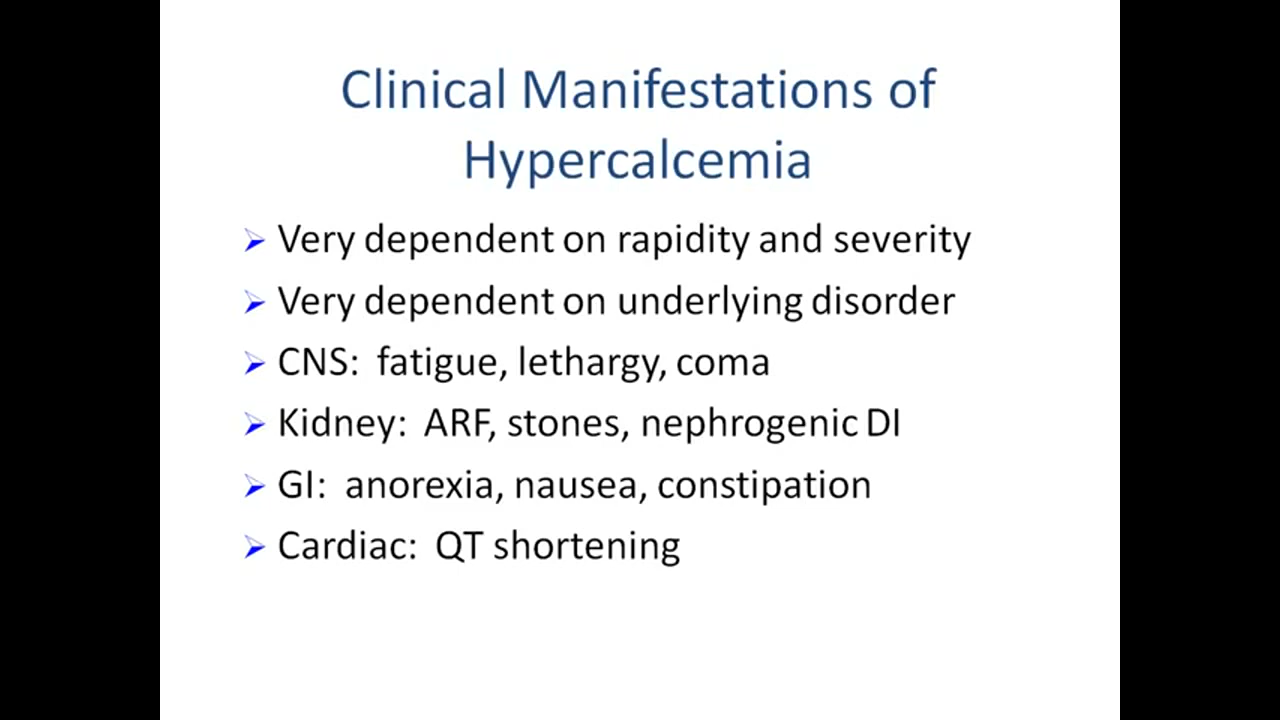 Clinical Manifestations of
Hypercalcemia
Very dependent on rapidity and severity
Very dependent on underlying disorder
CNS: fatigue, lethargy, coma
Kidney: ARF, stones, nephrogenic DI
GI: anorexia, nausea, constipation
Cardiac: QT shortening